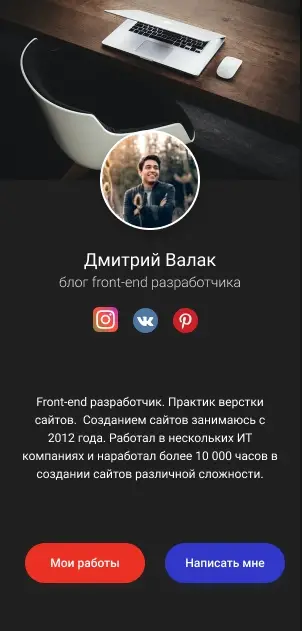 Дмитрий Валак
блог front-end разработчика
Front-end разработчик. Практик верстки
сайтов.  Созданием сайтов занимаюсь с
2012 года. Работал в нескольких ИТ
компаниях и наработал более 10 000 часов в
создании сайтов различной сложности.
Мои работы
Написать мне